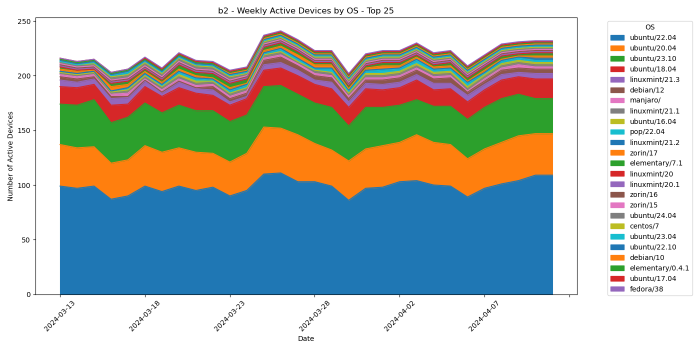 b2 - Weekly Active Devices by OS - Top 25
250
200
150
100
50
0
Number of Active Devices
2024-03-13
2024-03-18
2024-03-23
2024-03-28
2024-04-02
2024-04-07
Date
OS
ubuntu/22.04
ubuntu/20.04
ubuntu/23.10
ubuntu/18.04
linuxmint/21.3
debian/12
manjaro/
linuxmint/21.1
ubuntu/16.04
pop/22.04
linuxmint/21.2
zorin/17
elementary/7.1
linuxmint/20
linuxmint/20.1
zorin/16
zorin/15
ubuntu/24.04
centos/7
ubuntu/23.04
ubuntu/22.10
debian/10
elementary/0.4.1
ubuntu/17.04
fedora/38